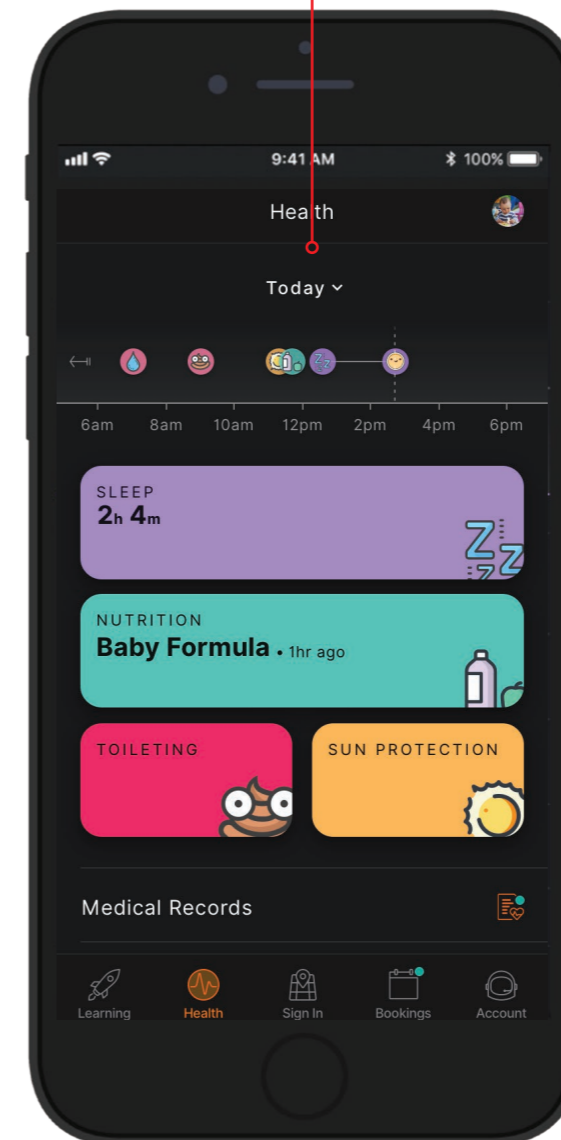 9:41 AM 100%
Health
Today
6am 8am 10am 12pm 2pm 4pm 6pm
SLEEP
2h 4m
NUTRITION
Baby Formula • 1hr ago
TOILETING SUN PROTECTION
Medical Records
Learning Health Sign In Bookings Account